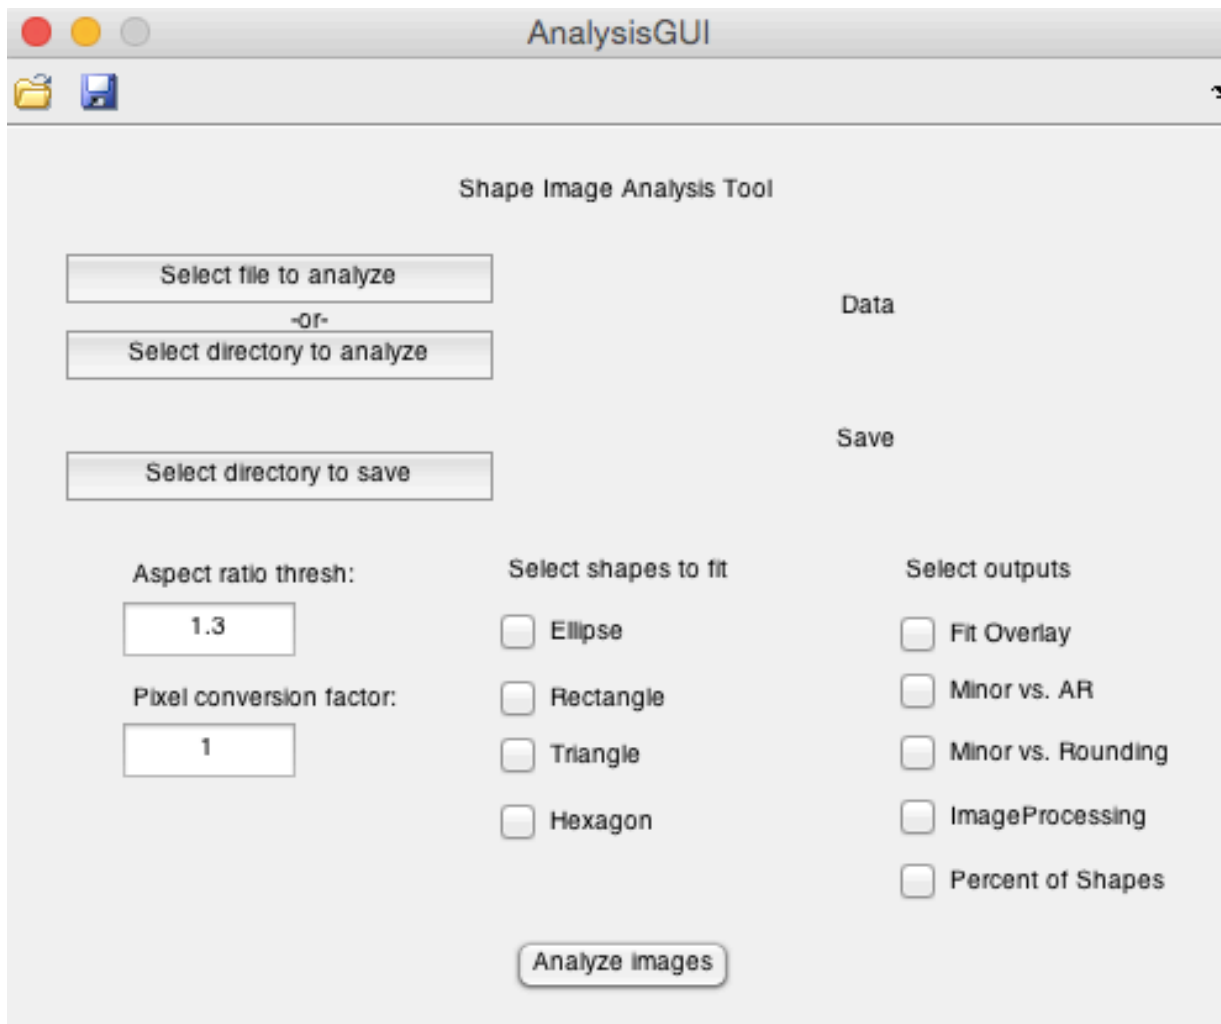 AnalysisGUI
Shape Image Analysis Tool
Select file to analyze
-or-
Select directory to analyze
Data
Save
Select directory to save
Aspect ratio thresh:
1.3
Pixel conversion factor:
1
Select shapes to fit
Ellipse
Rectangle
Triangle
Hexagon
Select outputs
Fit Overlay
Minor vs. AR
Minor vs. Rounding
ImageProcessing
Percent of Shapes
Analyze images